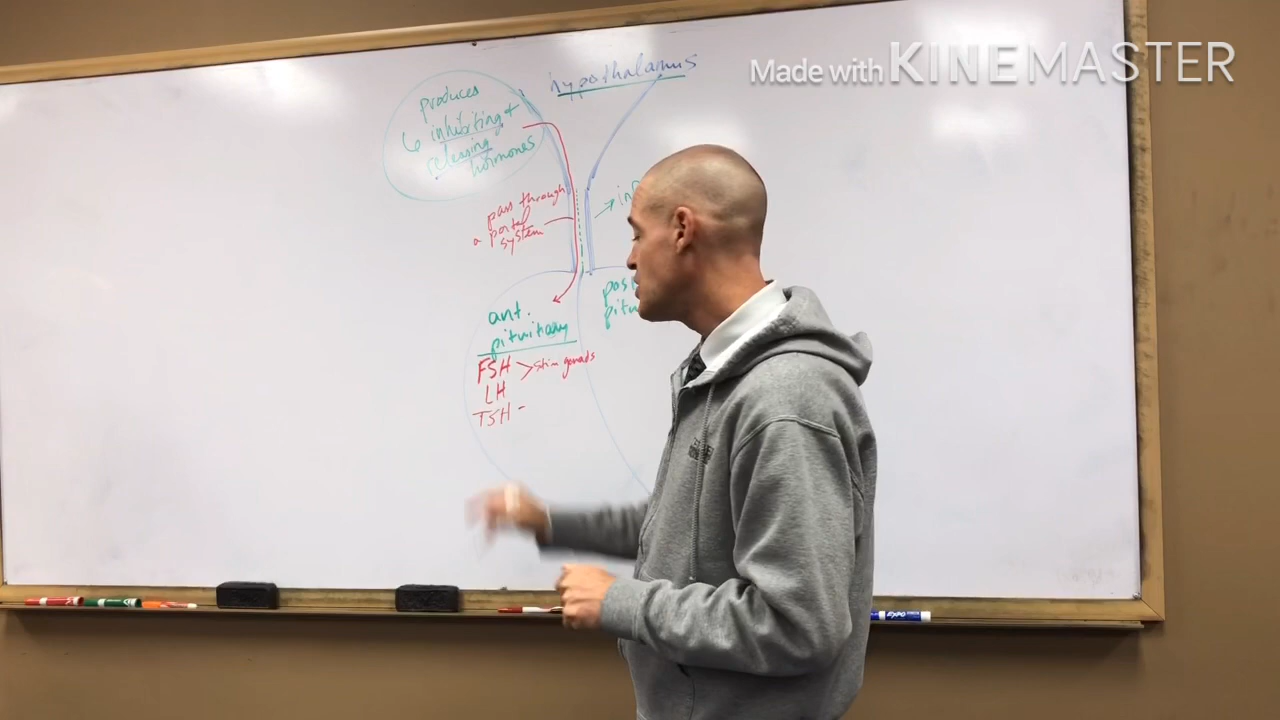 Made with KINEMASTER
hypothalamus
produces
6 inhibiting +
releasing
hormones
pass through
a portal
system
ant.
pituitary
FSH > stim gonads
LH
TSH -
EXPO